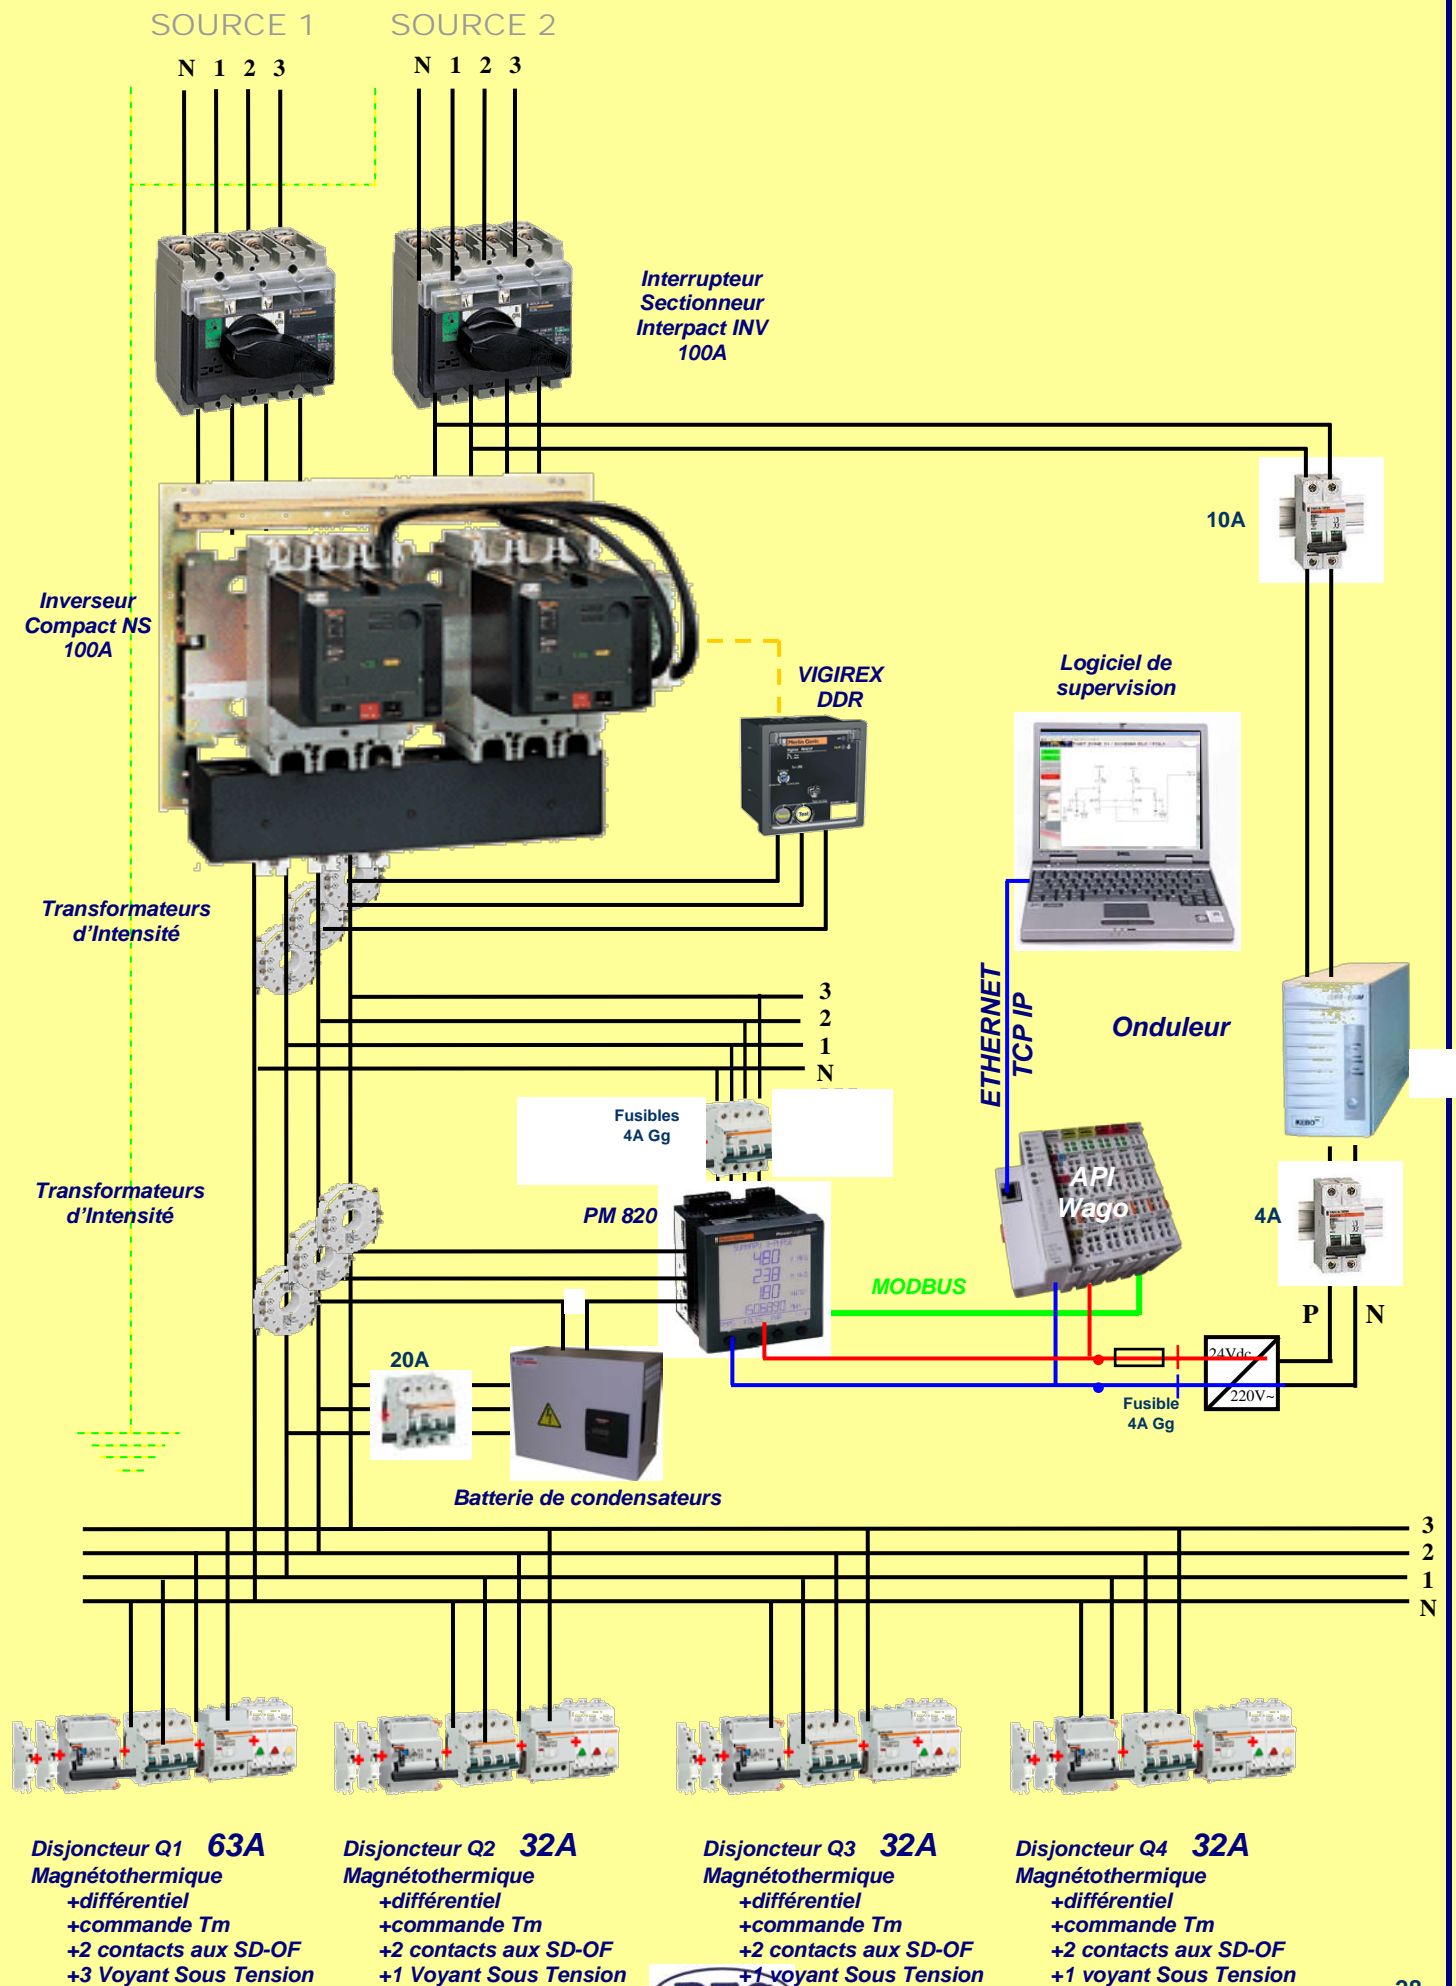 SOURCE 1
SOURCE 2
N 1 2 3
N 1 2 3
Interrupteur
Sectionneur
Interpact INV
100A
10A
Inverseur
Compact NS
100A
VIGIREX
DDR
Logiciel de
supervision
Merlin Gerin
Test
DELL
Transformateurs
d'Intensité
3
2
1
N
ETHERNET
TCP IP
Onduleur
Fusibles
4A Gg
Transformateurs
d'Intensité
PM 820
API
Wago
4A
MODBUS
P N
20A
24Vdc
220V~
Fusible
4A Gg
Batterie de condensateurs
3
2
1
N
Disjoncteur Q1 63A
Magnétothermique
+différentiel
+commande Tm
+2 contacts aux SD-OF
+3 Voyant Sous Tension
Disjoncteur Q2 32A
Magnétothermique
+différentiel
+commande Tm
+2 contacts aux SD-OF
+1 Voyant Sous Tension
Disjoncteur Q3 32A
Magnétothermique
+différentiel
+commande Tm
+2 contacts aux SD-OF
+1 voyant Sous Tension
Disjoncteur Q4 32A
Magnétothermique
+différentiel
+commande Tm
+2 contacts aux SD-OF
+1 voyant Sous Tension